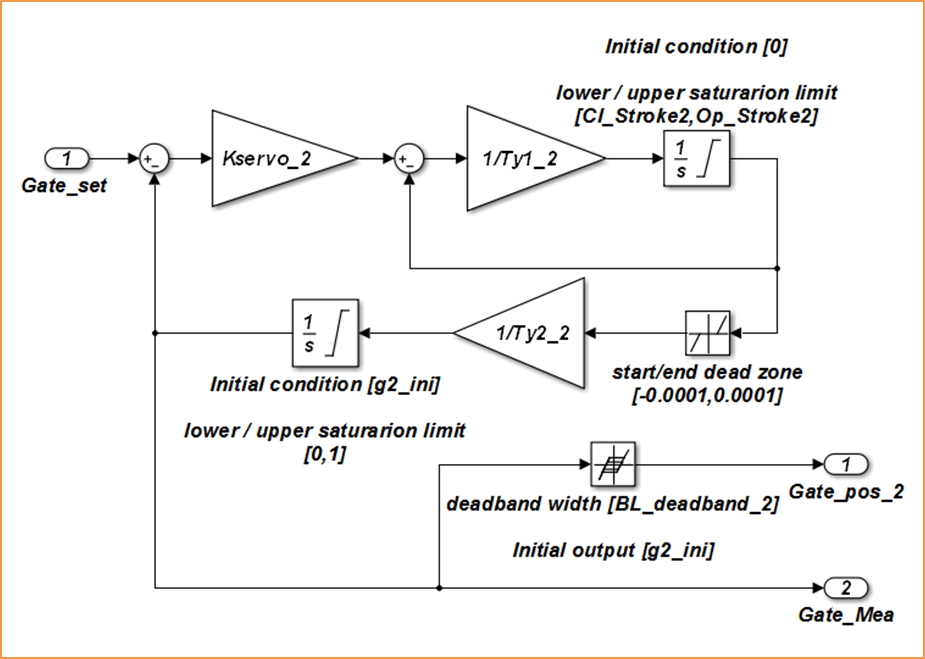 Initial condition [0]
lower / upper saturarion limit
[Cl_Stroke2,Op_Stroke2]
1
Gate_set
+
-
Kservo_2
+
-
1/Ty1_2
1
s
1
s
1/Ty2_2
Initial condition [g2_ini]
start/end dead zone
[-0.0001,0.0001]
lower / upper saturarion limit
[0,1]
1
Gate_pos_2
deadband width [BL_deadband_2]
Initial output [g2_ini]
2
Gate_Mea